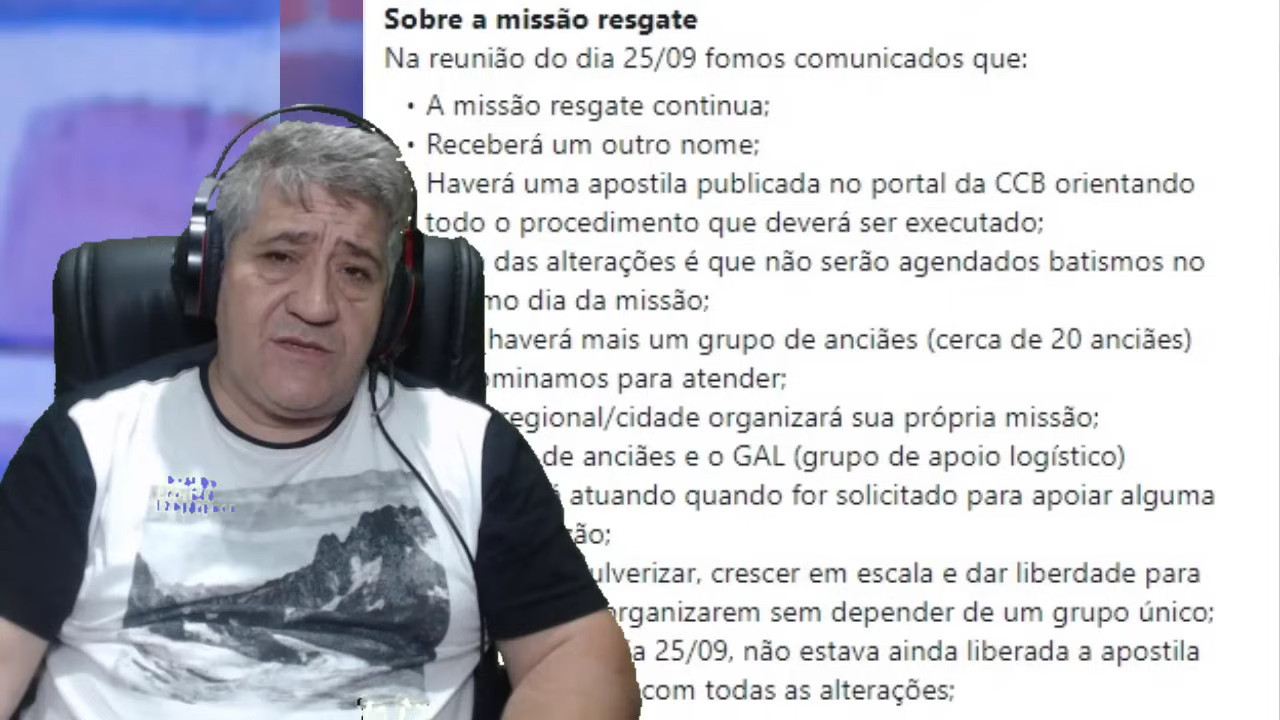 Sobre a missão resgate
Na reunião do dia 25/09 fomos comunicados que:
• A missão resgate continua;
• Receberá um outro nome;
Haverá uma apostila publicada no portal da CCB orientando
todo o procedimento que deverá ser executado;
das alterações é que não serão agendados batismos no
dia da missão;
haverá mais um grupo de anciães (cerca de 20 anciães)
para atender;
regional/cidade organizará sua própria missão;
de anciães e o GAL (grupo de apoio logístico)
atuando quando for solicitado para apoiar alguma
crescer em escala e dar liberdade para
sem depender de um grupo único;
25/09, não estava ainda liberada a apostila
com todas as alterações;